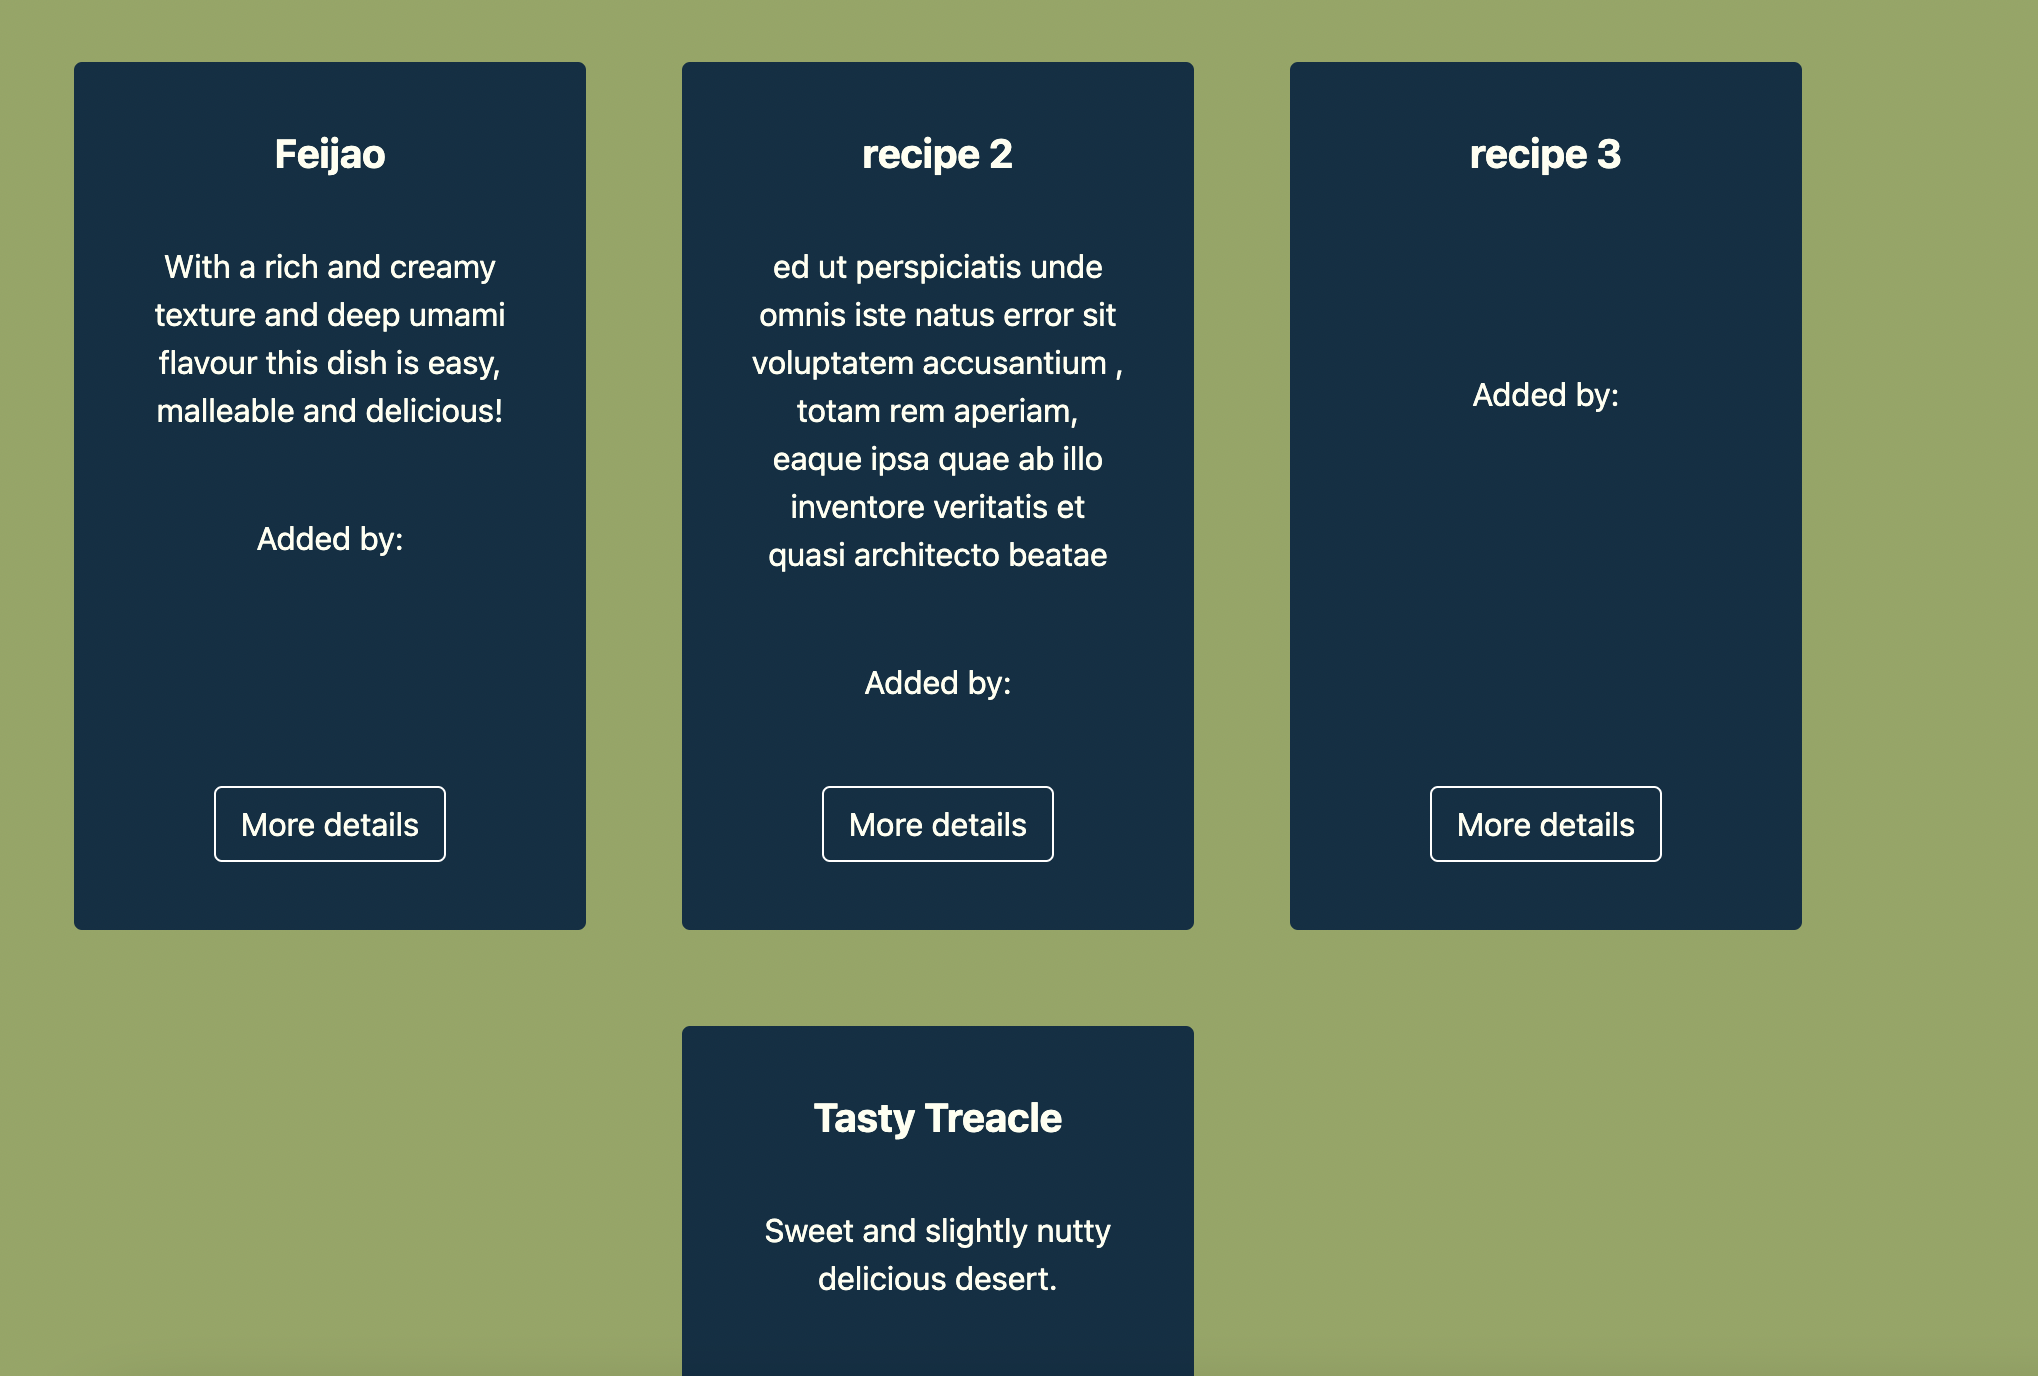 Feijao
With a rich and creamy
texture and deep umami
flavour this dish is easy,
malleable and delicious!
Added by:
More details
recipe 2
ed ut perspiciatis unde
omnis iste natus error sit
voluptatem accusantium ,
totam rem aperiam,
eaque ipsa quae ab illo
inventore veritatis et
quasi architecto beatae
Added by:
More details
recipe 3
Added by:
More details
Tasty Treacle
Sweet and slightly nutty
delicious desert.